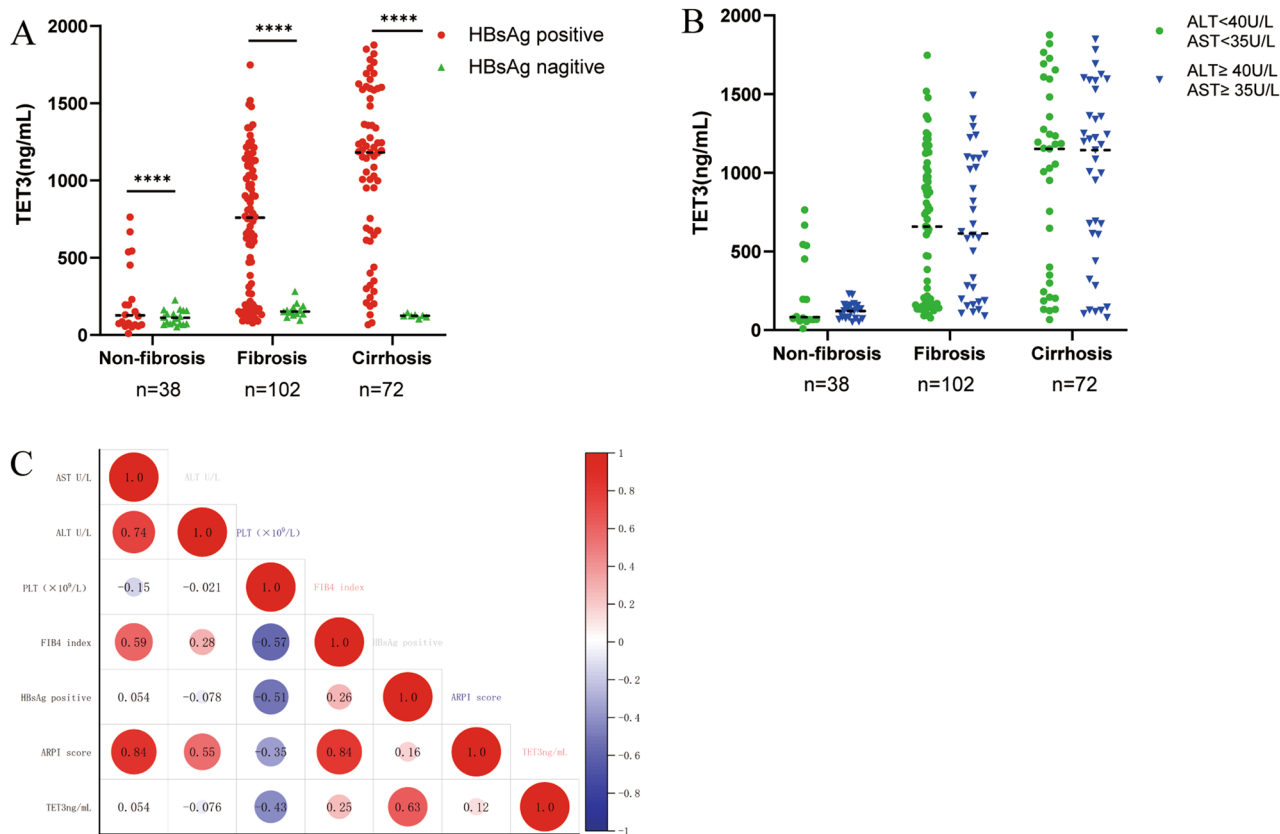 A
TET3(ng/mL)
2000
1500
1000
500
0
****
****
****
HBsAg positive
HBsAg nagitive
Non-fibrosis
Fibrosis
Cirrhosis
n=38
n=102
n=72
B
TET3(ng/mL)
2000
1500
1000
500
0
ALT<40U/L
AST<35U/L
ALT≥ 40U/L
AST≥ 35U/L
Non-fibrosis
Fibrosis
Cirrhosis
n=38
n=102
n=72
C
AST U/L 1.0 ALT U/L
ALT U/L 0.74 1.0 PLT (×10⁹/L)
PLT (×10⁹/L) -0.15 -0.021 1.0 FIB4 index
FIB4 index 0.59 0.28 -0.57 1.0 HBsAg positive
HBsAg positive 0.054 -0.078 -0.51 0.26 1.0 ARPI score
ARPI score 0.84 0.55 -0.35 0.84 0.16 1.0 TET3ng/mL
TET3ng/mL 0.054 -0.076 -0.43 0.25 0.63 0.12 1.0
1
0.8
0.6
0.4
0.2
0
-0.2
-0.4
-0.6
-0.8
-1